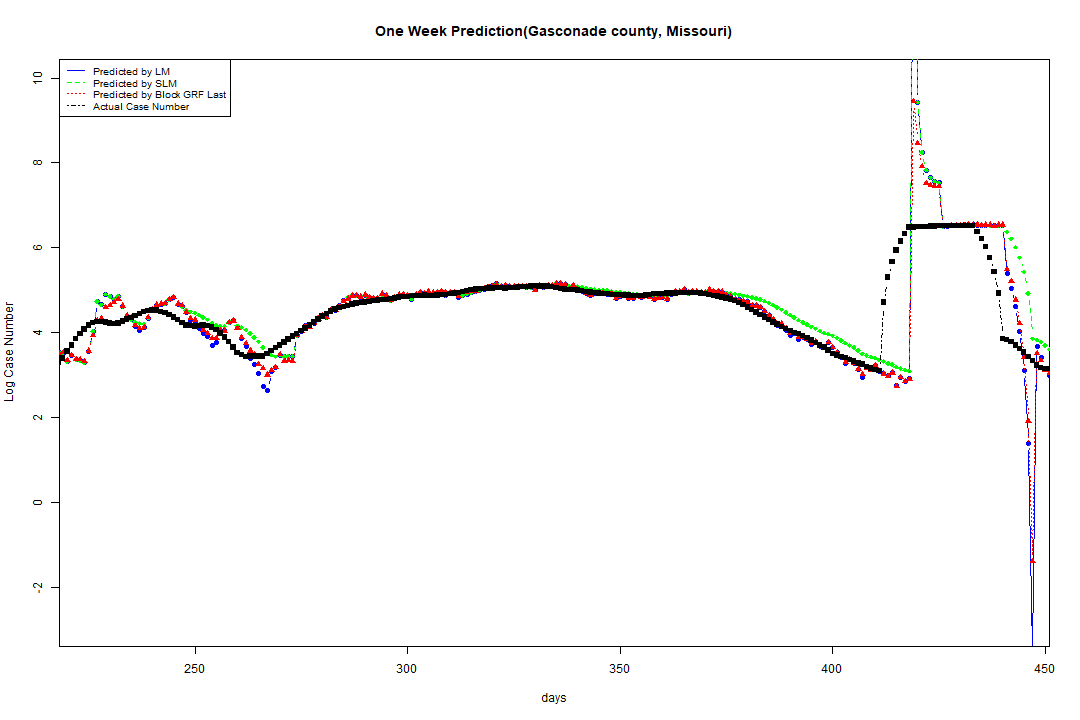 One Week Prediction(Gasconade county, Missouri)
Predicted by LM
Predicted by SLM
Predicted by Block GRF Last
Actual Case Number
Log Case Number
10
8
6
4
2
0
-2
250 300 350 400 450
days